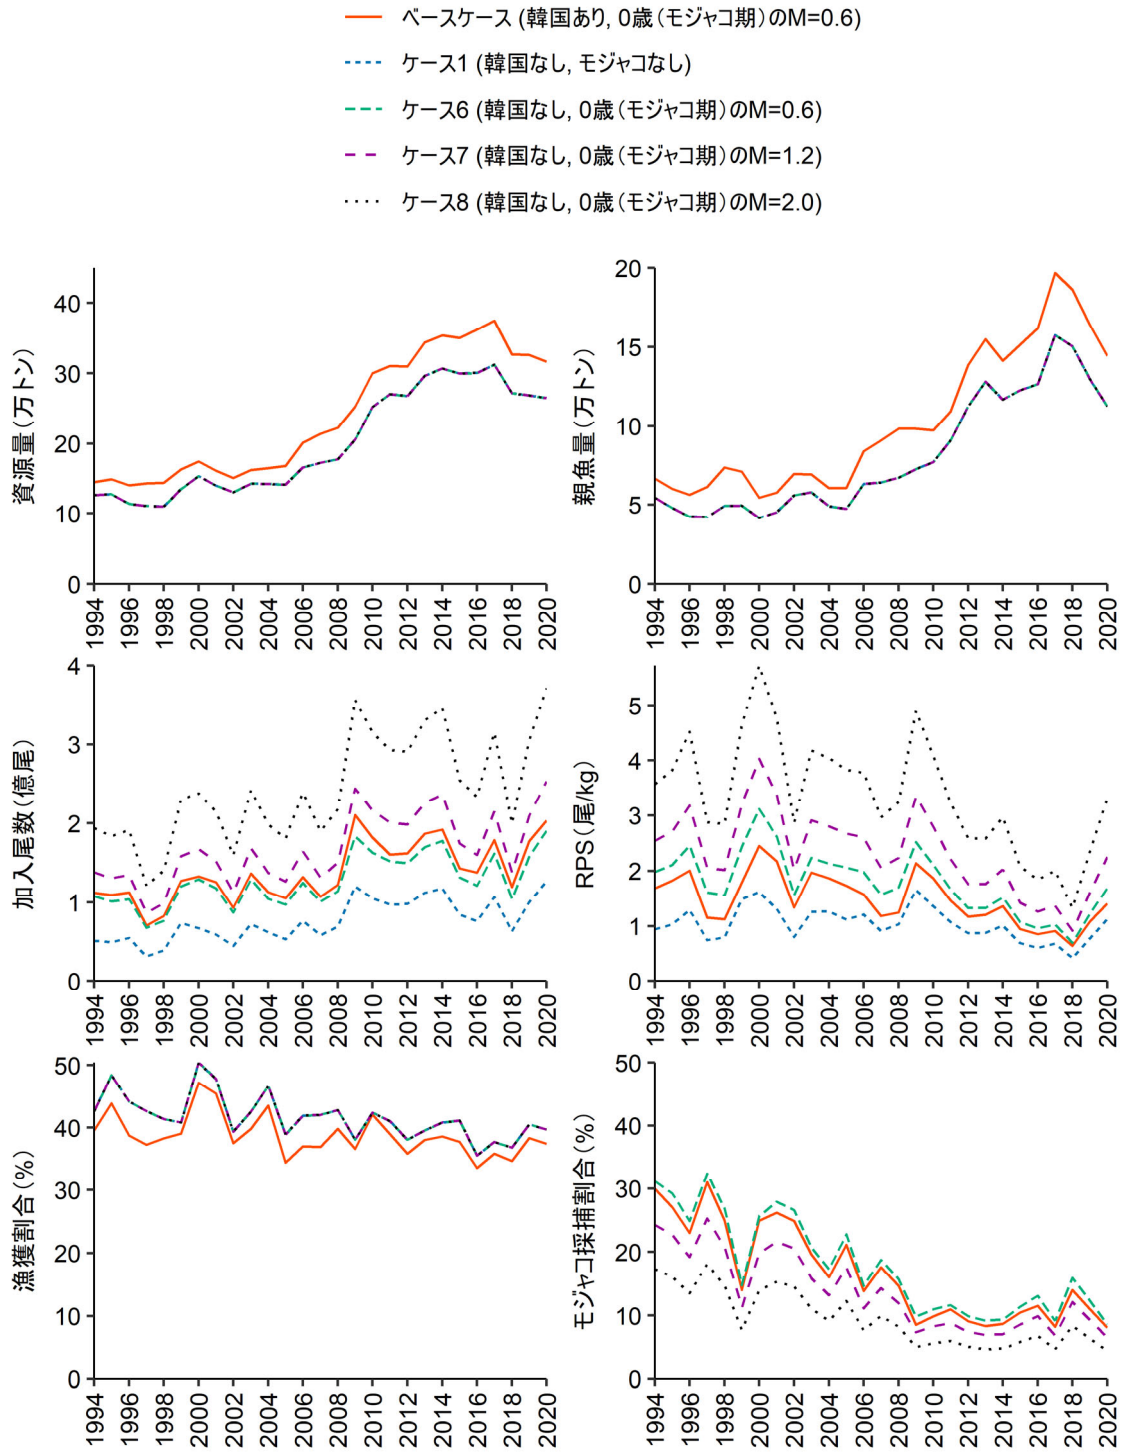 ベースケース (韓国あり, 0歳（モジャコ期）のM=0.6)
ケース1 (韓国なし, モジャコなし)
ケース6 (韓国なし, 0歳（モジャコ期）のM=0.6)
ケース7 (韓国なし, 0歳（モジャコ期）のM=1.2)
ケース8 (韓国なし, 0歳（モジャコ期）のM=2.0)
資源量（万トン）
40
30
20
10
0
1994 1996 1998 2000 2002 2004 2006 2008 2010 2012 2014 2016 2018 2020
親魚量（万トン）
20
15
10
5
0
1994 1996 1998 2000 2002 2004 2006 2008 2010 2012 2014 2016 2018 2020
加入尾数（億尾）
4
3
2
1
0
1994 1996 1998 2000 2002 2004 2006 2008 2010 2012 2014 2016 2018 2020
RPS（尾/kg）
5
4
3
2
1
0
1994 1996 1998 2000 2002 2004 2006 2008 2010 2012 2014 2016 2018 2020
漁獲割合（%）
50
40
30
20
10
0
1994 1996 1998 2000 2002 2004 2006 2008 2010 2012 2014 2016 2018 2020
モジャコ採捕割合（%）
50
40
30
20
10
0
1994 1996 1998 2000 2002 2004 2006 2008 2010 2012 2014 2016 2018 2020